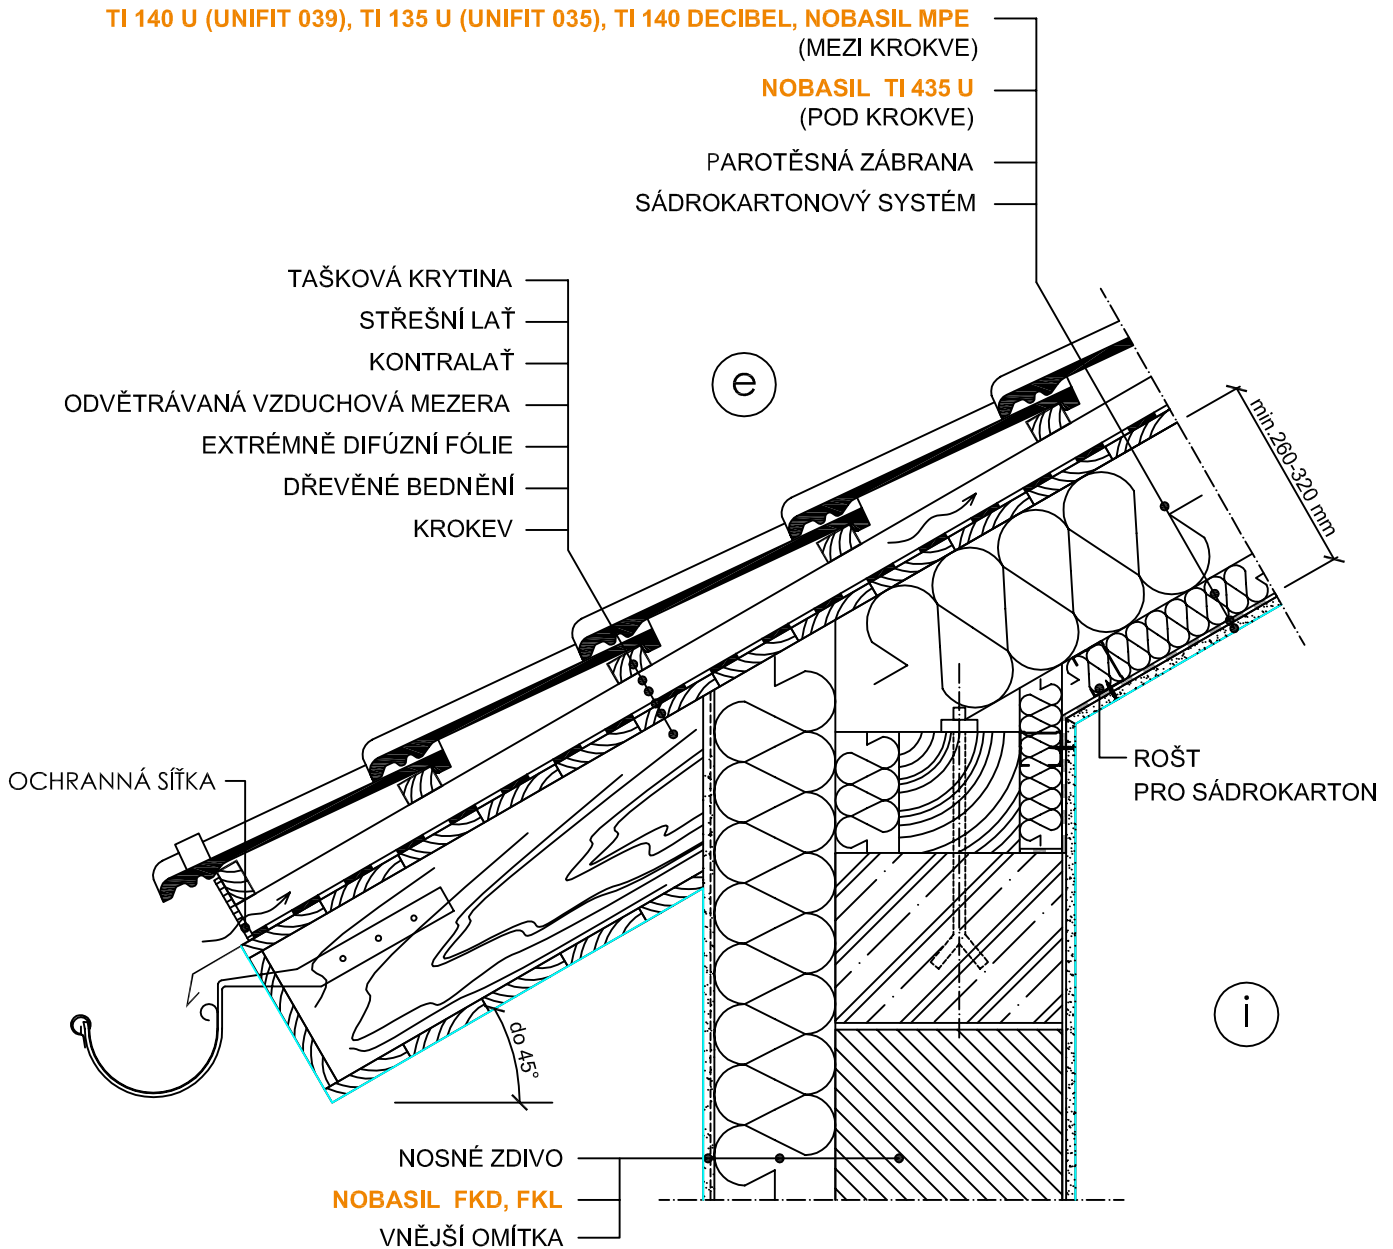 TI 140 U (UNIFIT 039), TI 135 U (UNIFIT 035), TI 140 DECIBEL, NOBASIL MPE
(MEZI KROKVE)
NOBASIL TI 435 U
(POD KROKVE)
PAROTĚSNÁ ZÁBRANA
SÁDROKARTONOVÝ SYSTÉM
TAŠKOVÁ KRYTINA
STŘEŠNÍ LAŤ
KONTRALAŤ
ODVĚTRÁVANÁ VZDUCHOVÁ MEZERA
EXTRÉMNĚ DIFÚZNÍ FÓLIE
DŘEVĚNÉ BEDNĚNÍ
KROKEV
e
min.260-320 mm
OCHRANNÁ SÍŤKA
ROŠT
PRO SÁDROKARTON
i
do 45°
NOSNÉ ZDIVO
NOBASIL FKD, FKL
VNĚJŠÍ OMÍTKA